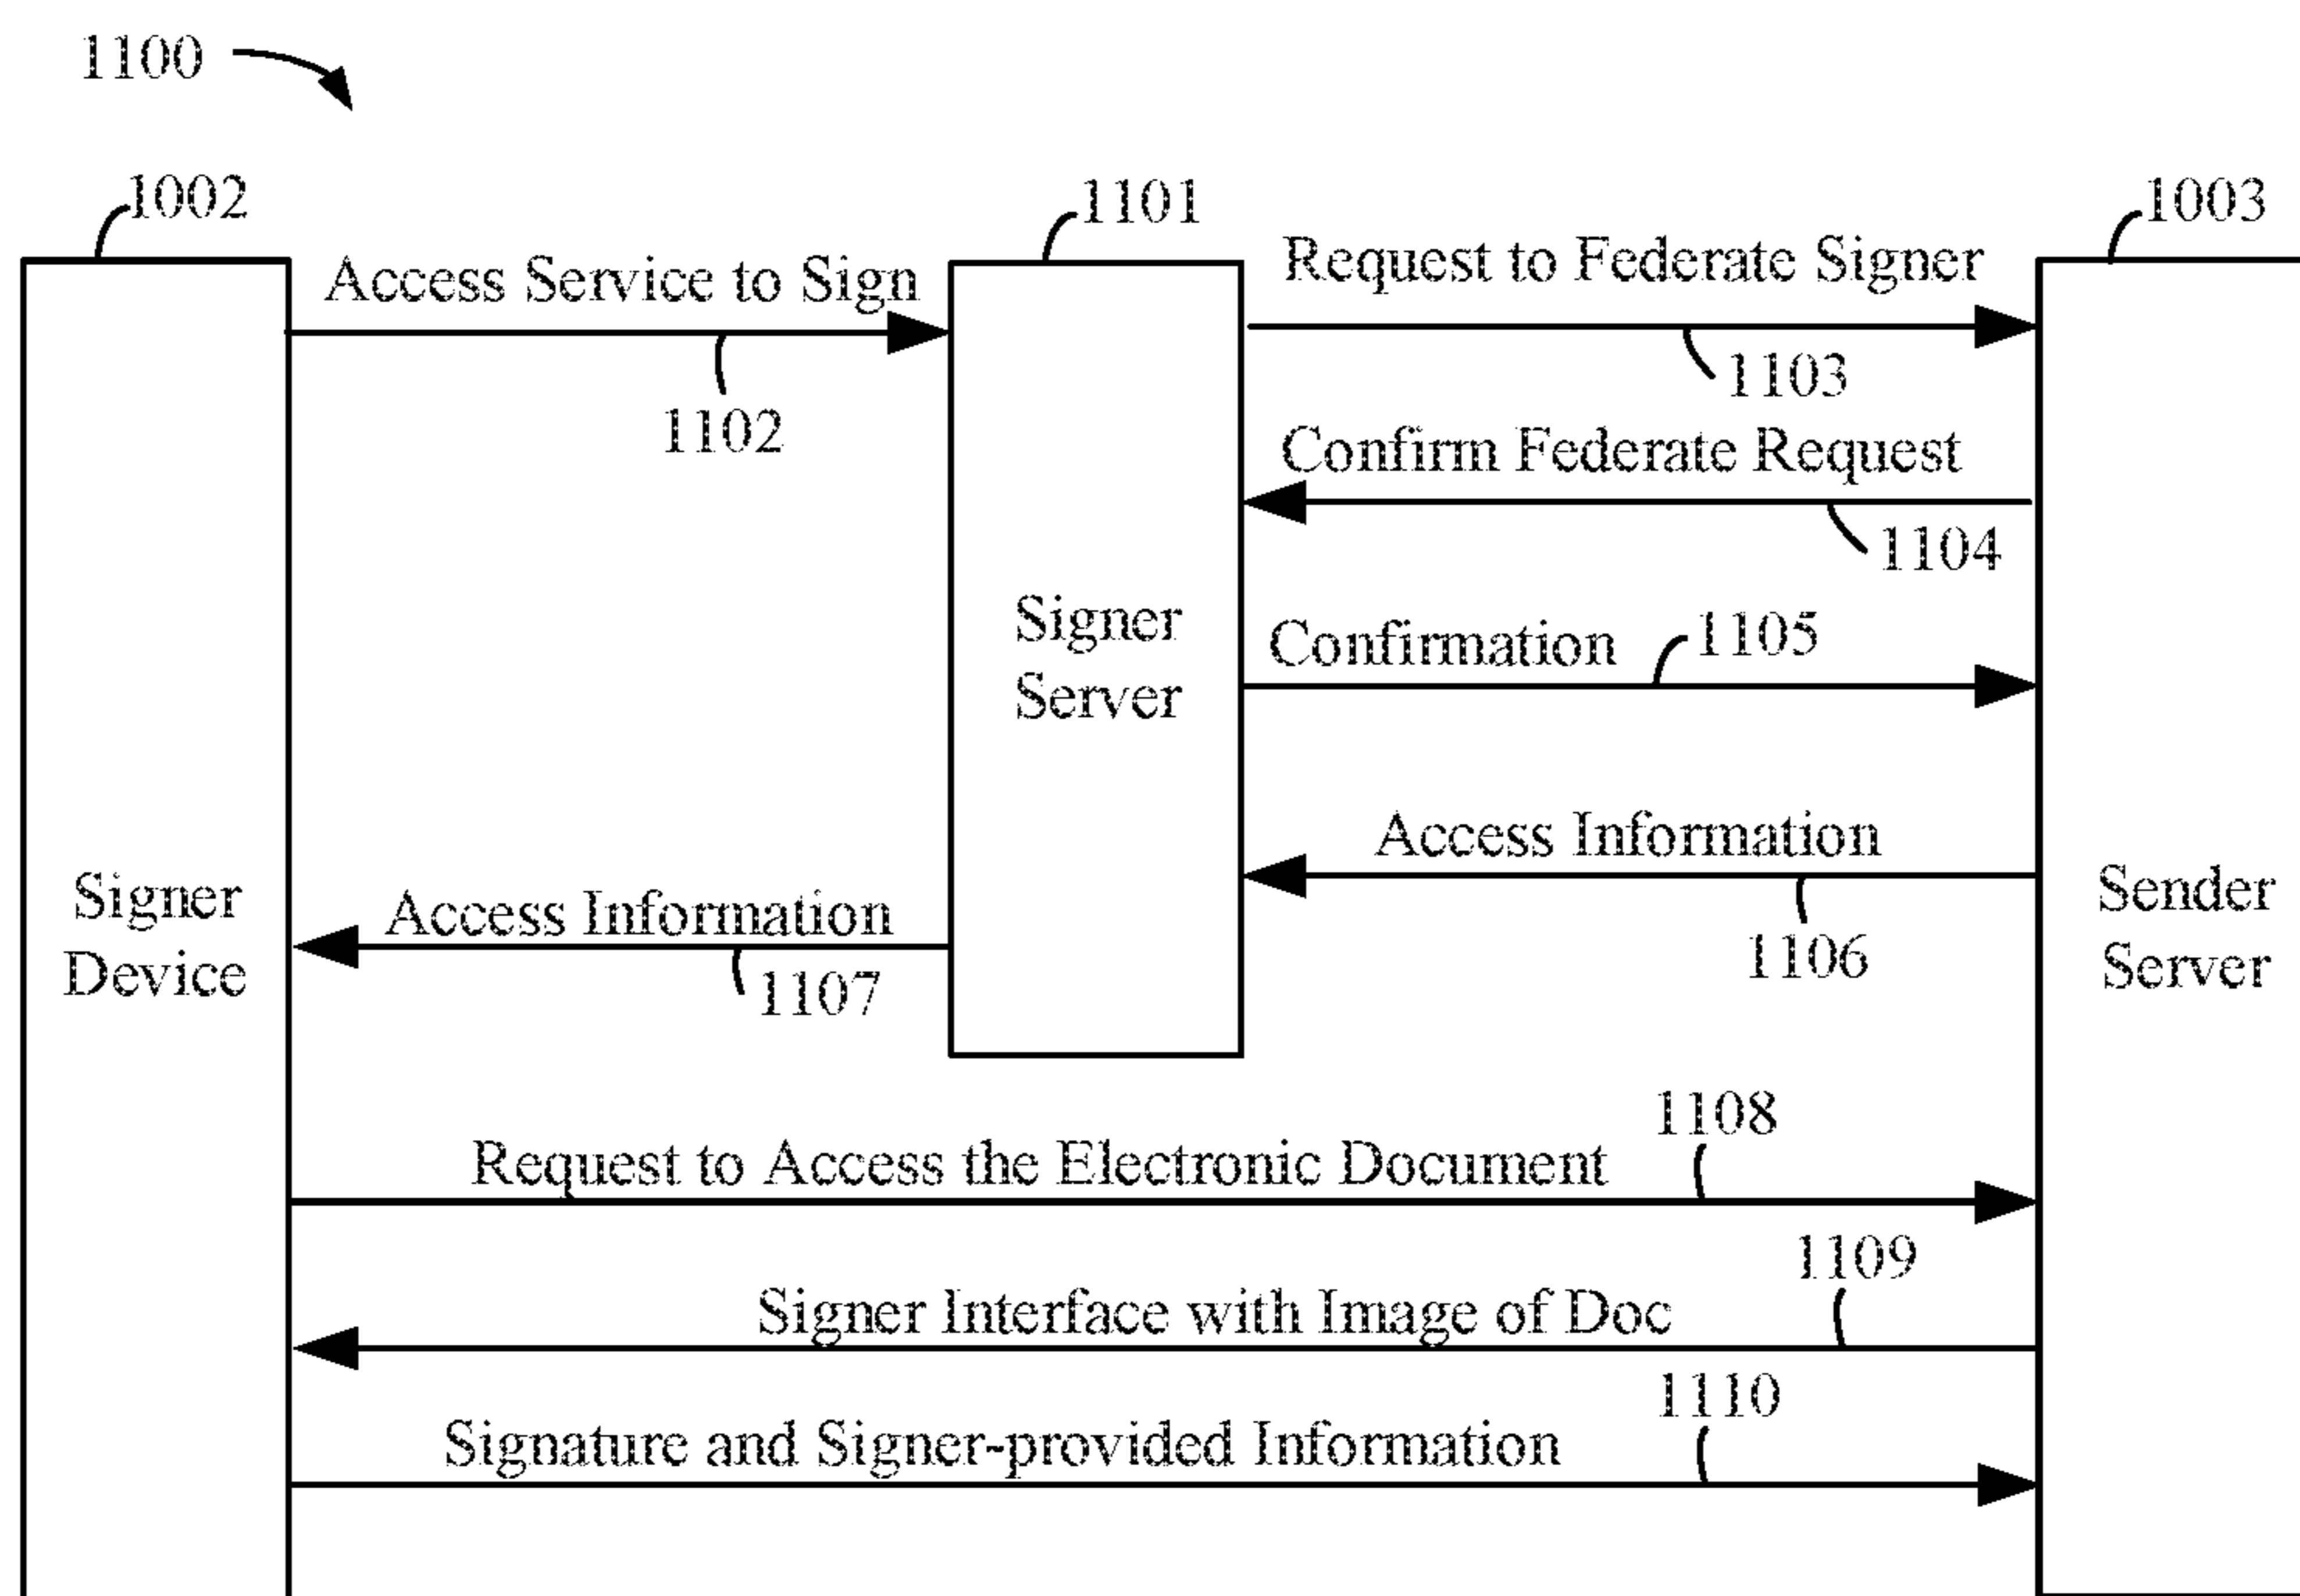 1100
1002
1101
1003
Access Service to Sign
Request to Federate Signer
1102
1103
Confirm Federate Request
1104
Signer
Server
Confirmation
1105
Access Information
1106
Signer
Device
Access Information
1107
Sender
Server
1108
Request to Access the Electronic Document
1109
Signer Interface with Image of Doc
1110
Signature and Signer-provided Information